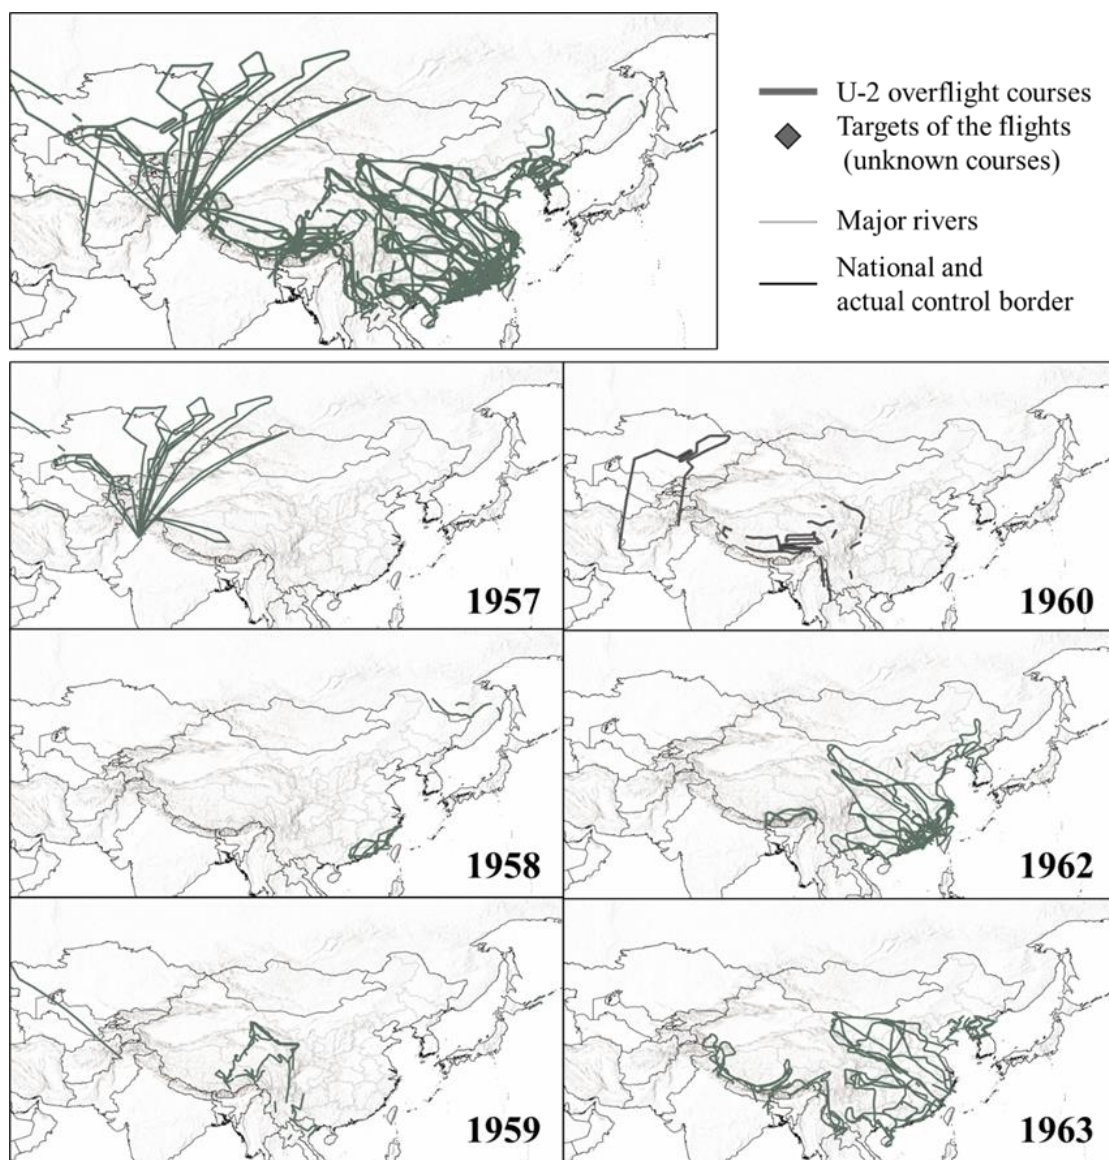 U-2 overflight courses
Targets of the flights
(unknown courses)
Major rivers
National and
actual control border
1957
1960
1958
1962
1959
1963